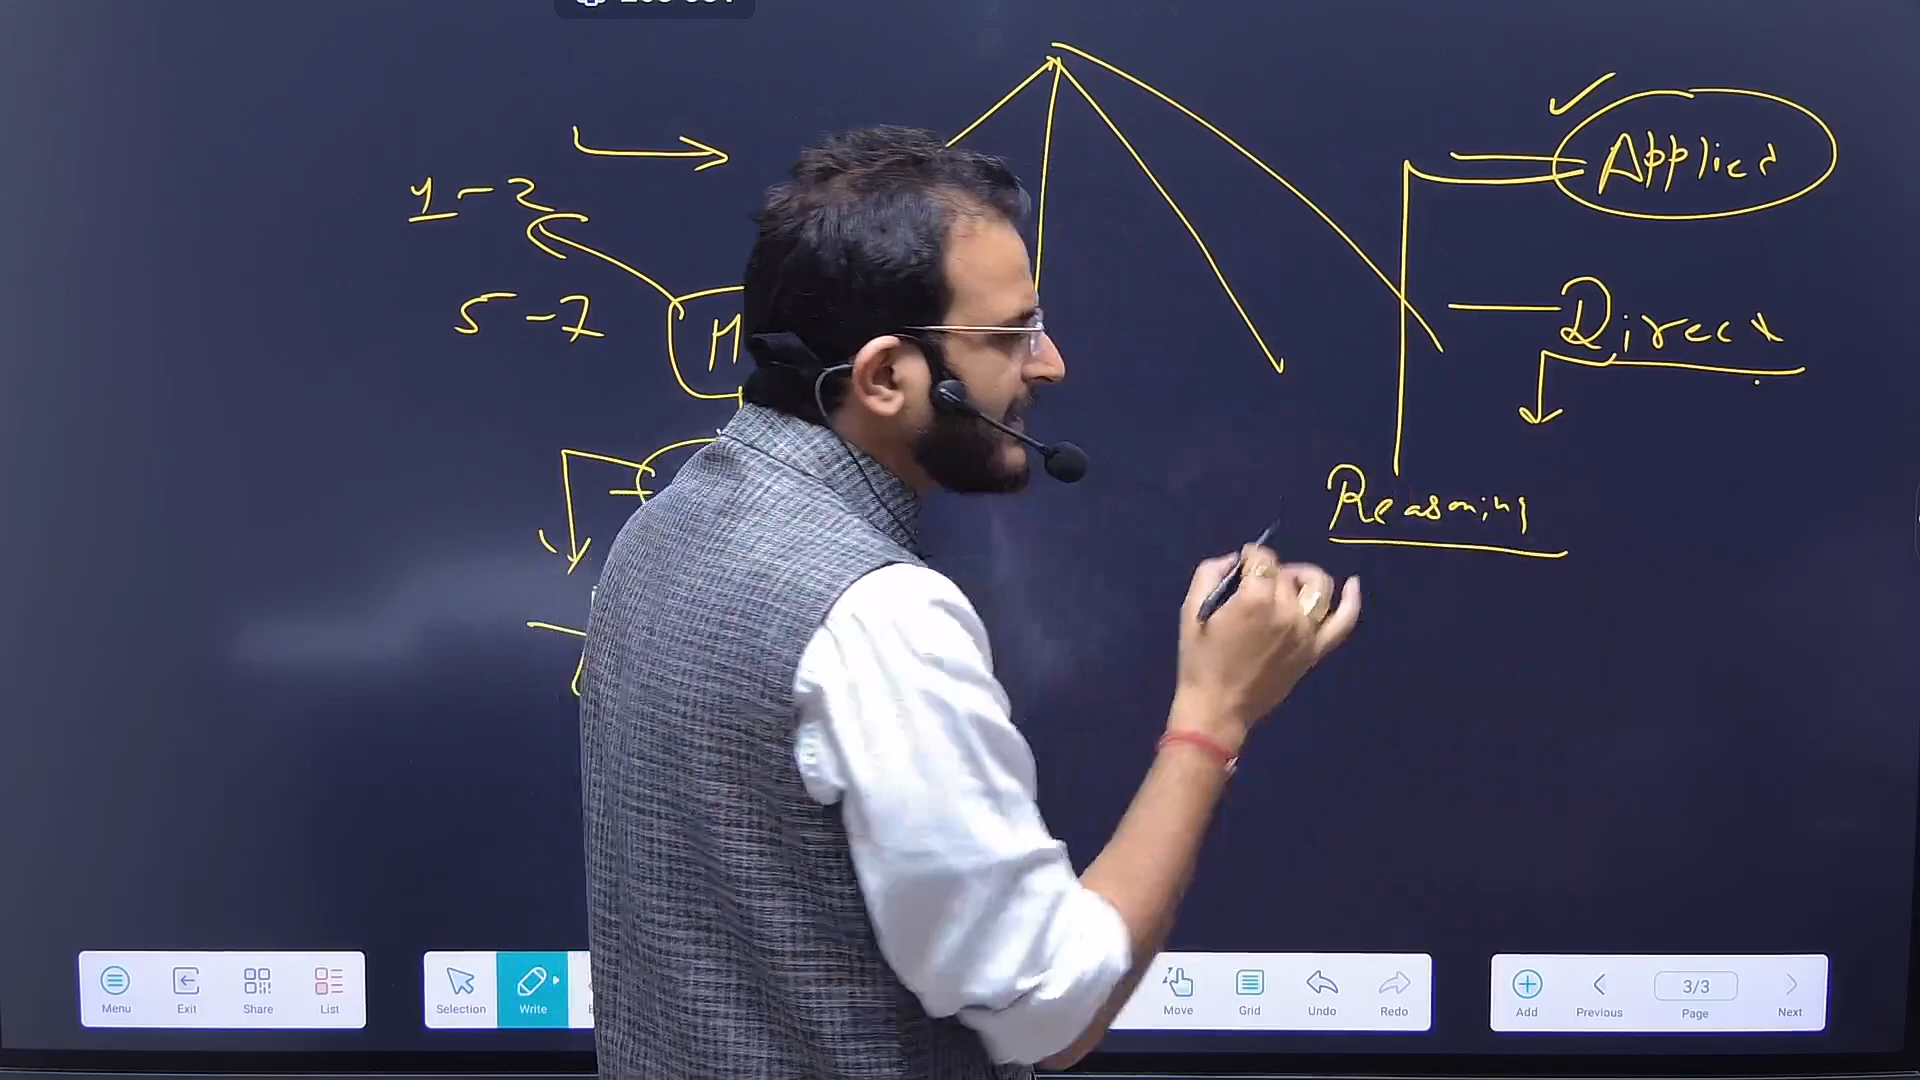 Applied
y - 2
5 - 7
Direct
Reasoning
Menu
Exit
Share
List
Selection
Write
Move
Grid
Undo
Redo
Add
Previous
3/3
Page
Next